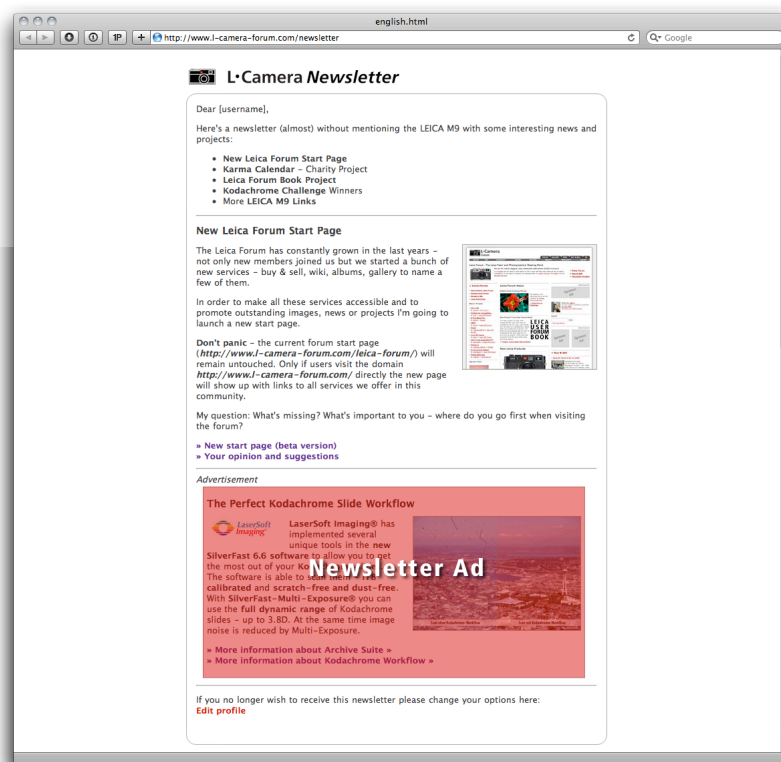 english.html
1P
+
http://www.l-camera-forum.com/newsletter
Google
L·Camera Newsletter
Dear [username],
Here's a newsletter (almost) without mentioning the LEICA M9 with some interesting news and
projects:
• New Leica Forum Start Page
• Karma Calendar – Charity Project
• Leica Forum Book Project
• Kodachrome Challenge Winners
• More LEICA M9 Links
New Leica Forum Start Page
The Leica Forum has constantly grown in the last years –
not only new members joined us but we started a bunch of
new services – buy & sell, wiki, albums, gallery to name a
few of them.
In order to make all these services accessible and to
promote outstanding images, news or projects I'm going to
launch a new start page.
Don't panic – the current forum start page
(http://www.l-camera-forum.com/leica-forum/) will
remain untouched. Only if users visit the domain
http://www.l-camera-forum.com/ directly the new page
will show up with links to all services we offer in this
community.
L-Camera
LEICA
USER
FORUM
BOOK
My question: What's missing? What's important to you – where do you go first when visiting
the forum?
» New start page (beta version)
» Your opinion and suggestions
Advertisement
The Perfect Kodachrome Slide Workflow
LaserSoft
Imaging
LaserSoft Imaging® has
implemented several
unique tools in the new
SilverFast 6.6 software to allow you to get
the most out of your
Newsletter Ad
The software is able to scan them
calibrated and scratch-free and dust-free.
With SilverFast-Multi-Exposure® you can
use the full dynamic range of Kodachrome
slides – up to 3.8D. At the same time image
noise is reduced by Multi-Exposure.
» More information about Archive Suite »
» More information about Kodachrome Workflow »
If you no longer wish to receive this newsletter please change your options here:
Edit profile